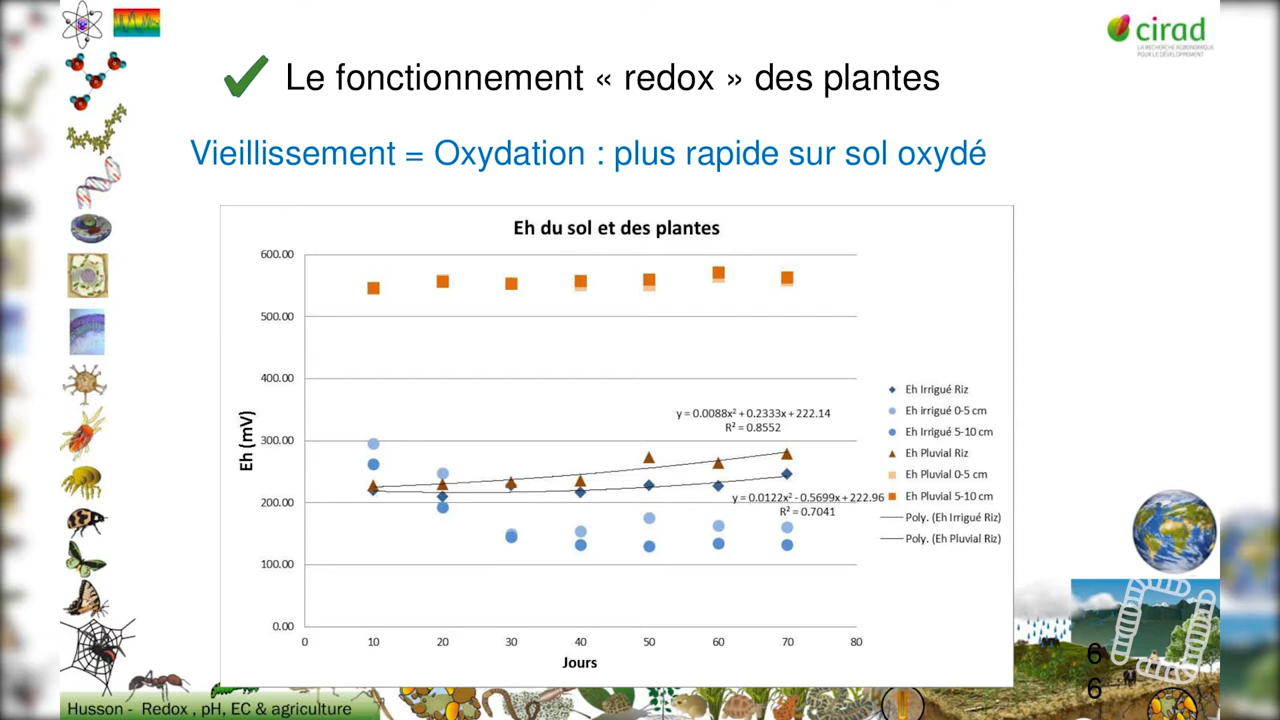 cirad
LA RECHERCHE AGRONOMIQUE
POUR LE DÉVELOPPEMENT
Le fonctionnement « redox » des plantes
Vieillissement = Oxydation : plus rapide sur sol oxydé
Eh du sol et des plantes
600.00
500.00
400.00
300.00
200.00
100.00
0.00
Eh (mV)
0 10 20 30 40 50 60 70 80
Jours
y = 0.0088x² + 0.2333x + 222.14
R² = 0.8552
y = 0.0122x² - 0.5699x + 222.96
R² = 0.7041
Eh Irrigué Riz
Eh irrigué 0-5 cm
Eh Irrigué 5-10 cm
Eh Pluvial Riz
Eh Pluvial 0-5 cm
Eh Pluvial 5-10 cm
Poly. (Eh Irrigué Riz)
Poly. (Eh Pluvial Riz)
6
6
Husson - Redox , pH, EC & agriculture